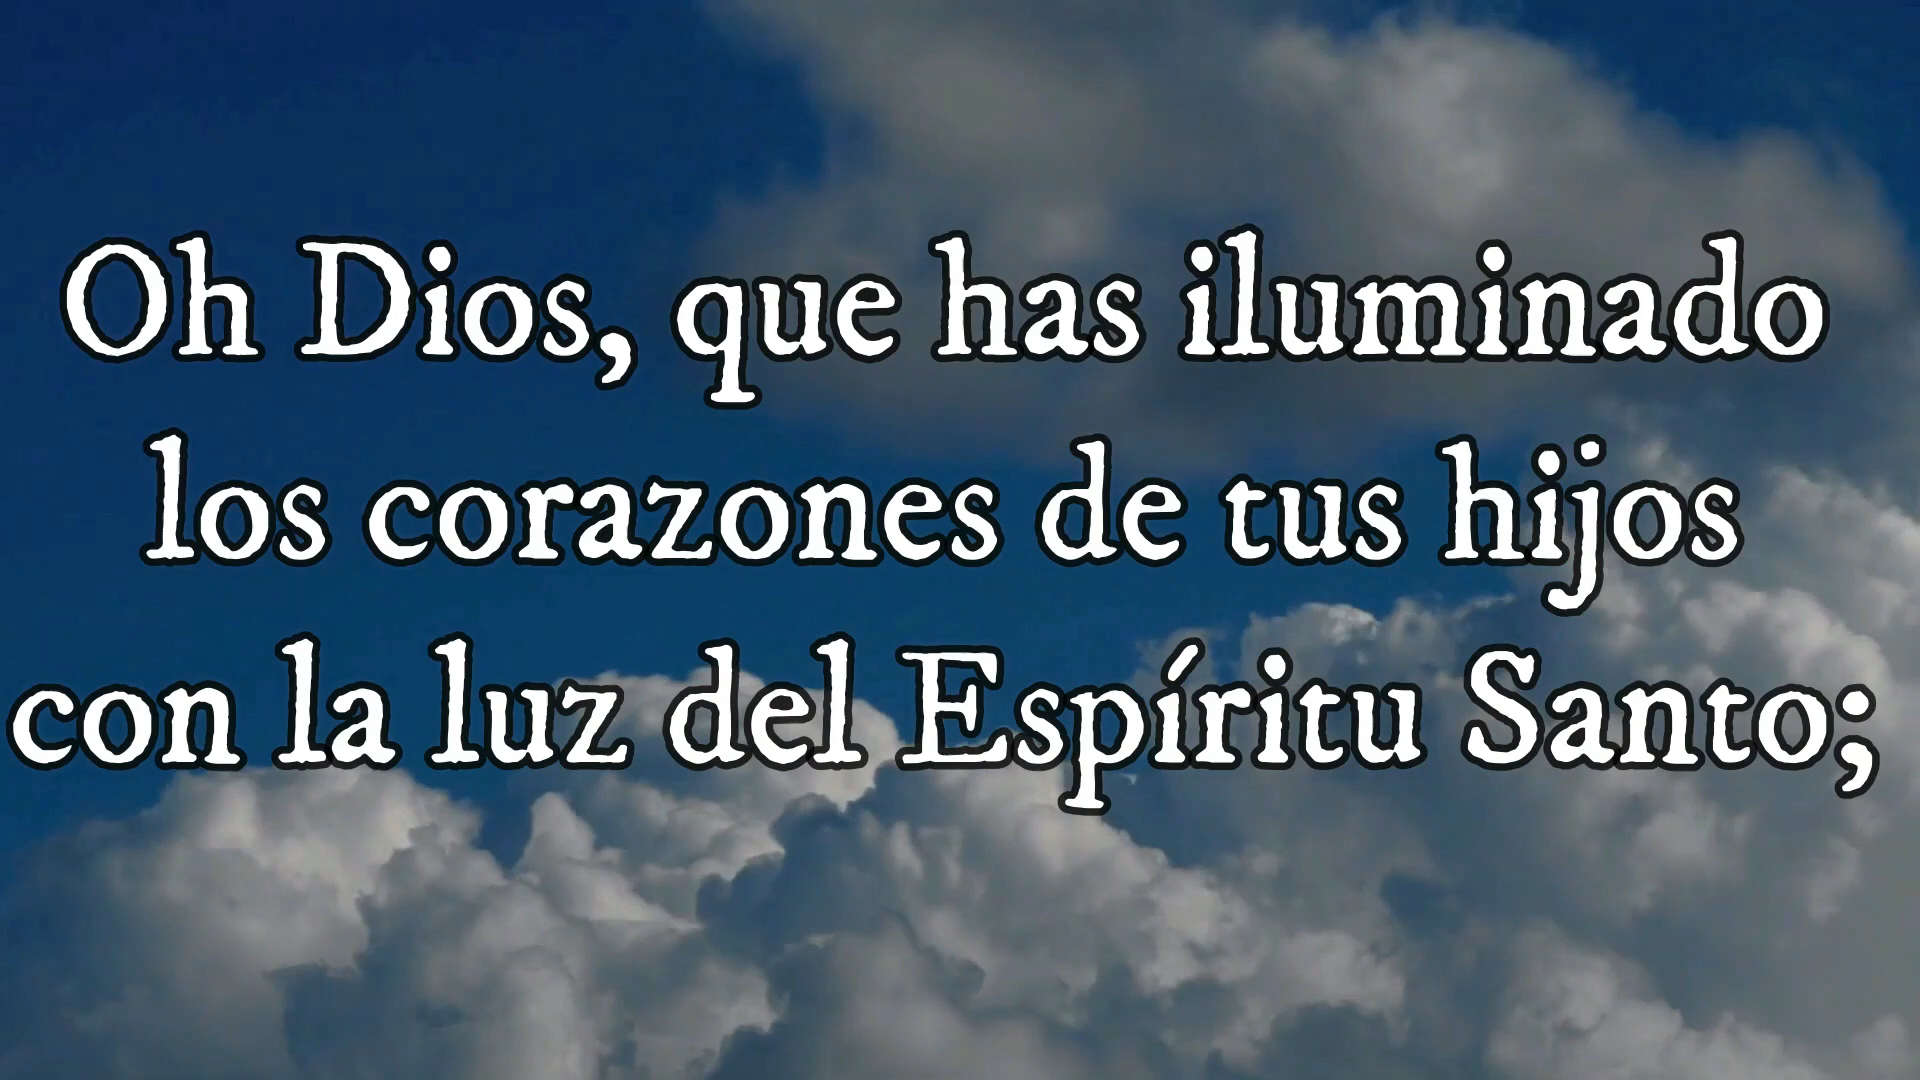 Oh Dios, que has iluminado
los corazones de tus hijos
con la luz del Espíritu Santo;